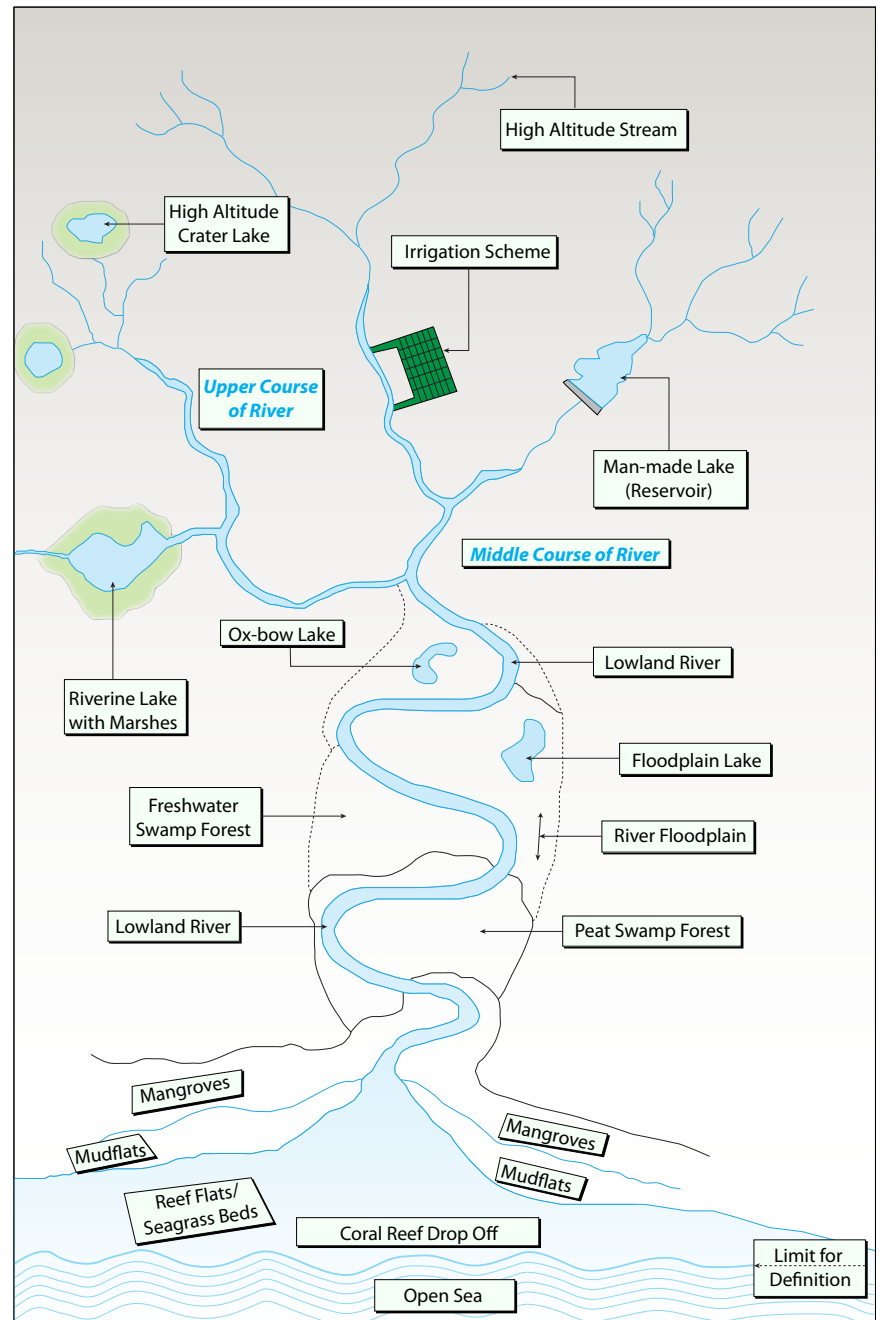 High Altitude Stream
High Altitude
Crater Lake
Irrigation Scheme
Upper Course
of River
Man-made Lake
(Reservoir)
Middle Course of River
Ox-bow Lake
Lowland River
Riverine Lake
with Marshes
Floodplain Lake
Freshwater
Swamp Forest
River Floodplain
Lowland River
Peat Swamp Forest
Mangroves
Mangroves
Mudflats
Mudflats
Reef Flats/
Seagrass Beds
Coral Reef Drop Off
Limit for
Definition
Open Sea